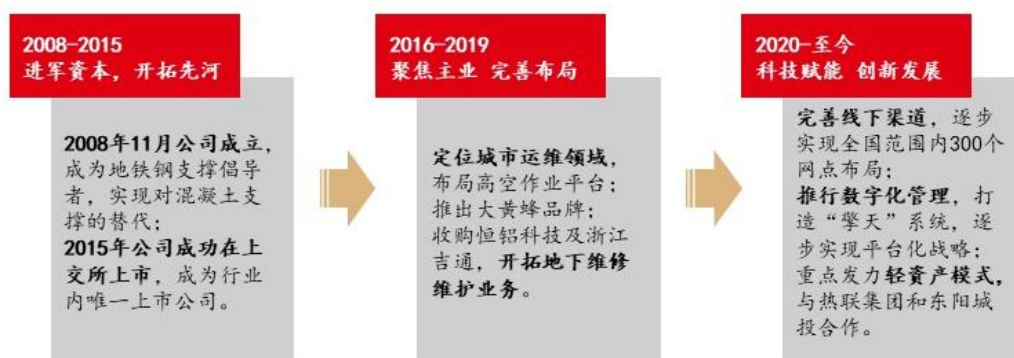 2008-2015
进军资本，开拓先河
2008年11月公司成立，
成为地铁钢支撑倡导
者，实现对混凝土支
撑的替代；
2015年公司成功在上
交所上市，成为行业
内唯一上市公司。
2016-2019
聚焦主业 完善布局
定位城市运维领域，
布局高空作业平台；
推出大黄蜂品牌；
收购恒铝科技及浙江
吉通，开拓地下维修
维护业务。
2020-至今
科技赋能 创新发展
完善线下渠道，逐步
实现全国范围内300个
网点布局；
推行数字化管理，打
造“擎天”系统，逐
步实现平台化战略；
重点发力轻资产模式，
与热联集团和东阳城
投合作。